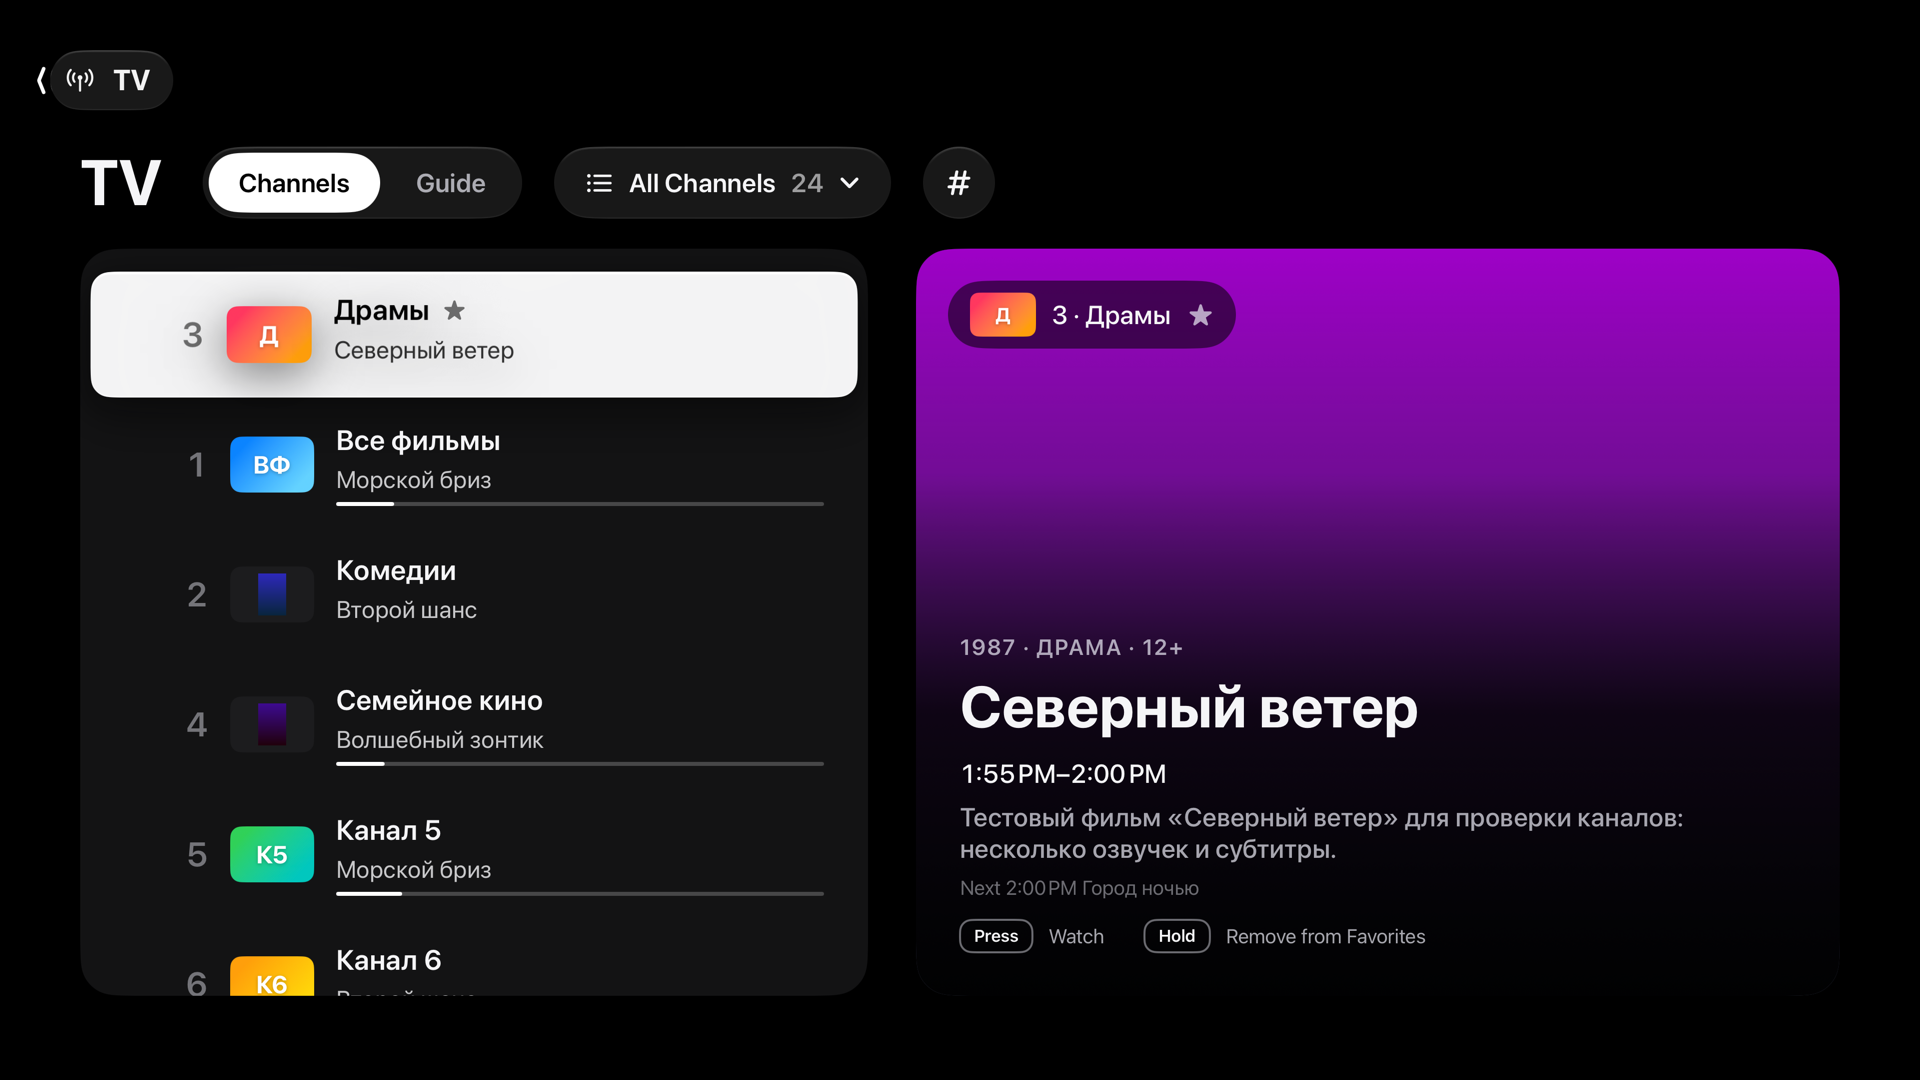 TV
TV
Channels
Guide
All Channels 24
#
3
Д
Драмы
Северный ветер
1
ВФ
Все фильмы
Морской бриз
2
Комедии
Второй шанс
4
Семейное кино
Волшебный зонтик
5
К5
Канал 5
Морской бриз
6
К6
Канал 6
Д
3 · Драмы
1987 · ДРАМА · 12+
Северный ветер
1:55 PM–2:00 PM
Тестовый фильм «Северный ветер» для проверки каналов:
несколько озвучек и субтитры.
Next 2:00 PM Город ночью
Press Watch
Hold Remove from Favorites